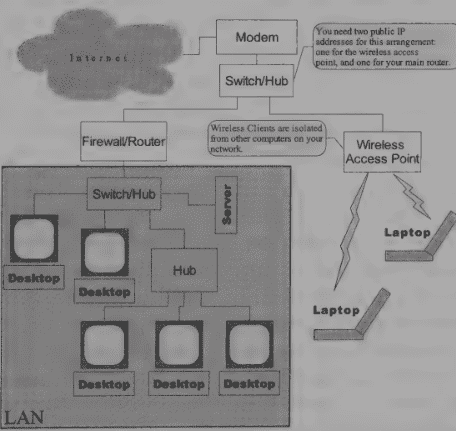 Internet
Modem
You need two public IP
addresses for this arrangement:
one for the wireless access
point, and one for your main router.
Switch/Hub
Firewall/Router
Wireless Clients are isolated
from other computers on your
network.
Wireless
Access Point
Switch/Hub
Server
Laptop
Desktop
Desktop
Hub
Laptop
Desktop
Desktop
Desktop
LAN